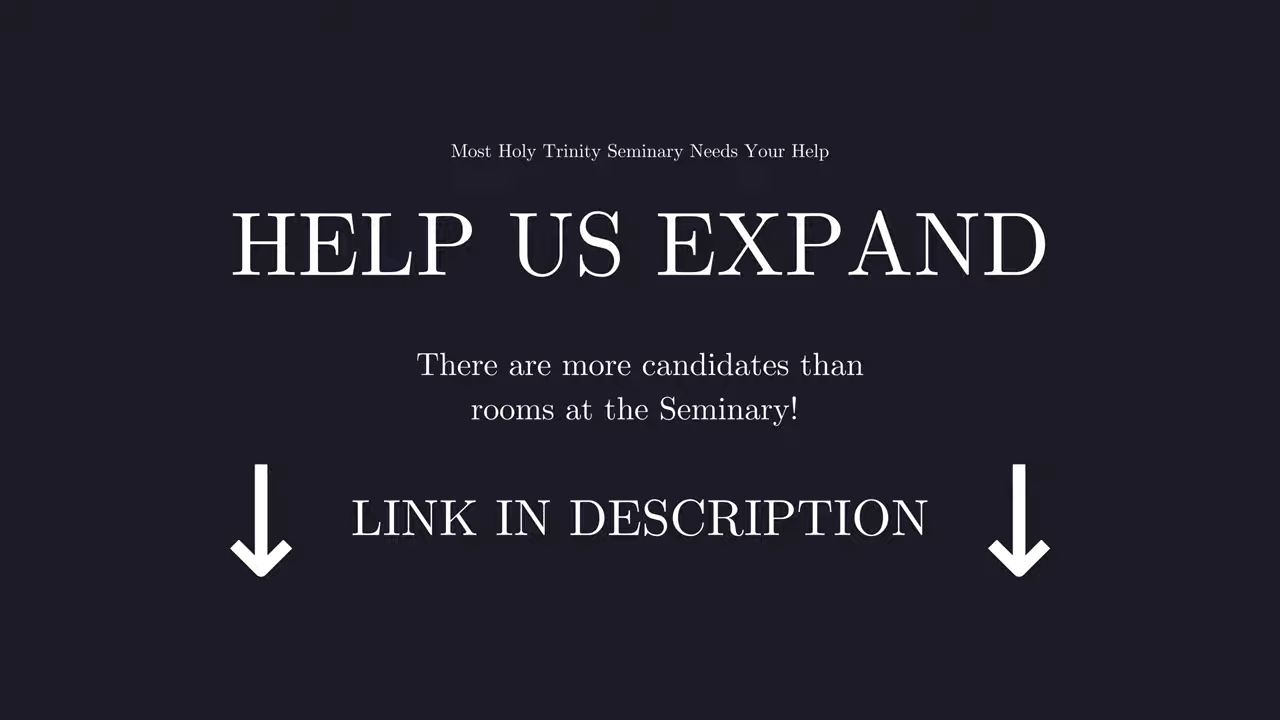 Most Holy Trinity Seminary Needs Your Help
HELP US EXPAND
There are more candidates than
rooms at the Seminary!
LINK IN DESCRIPTION